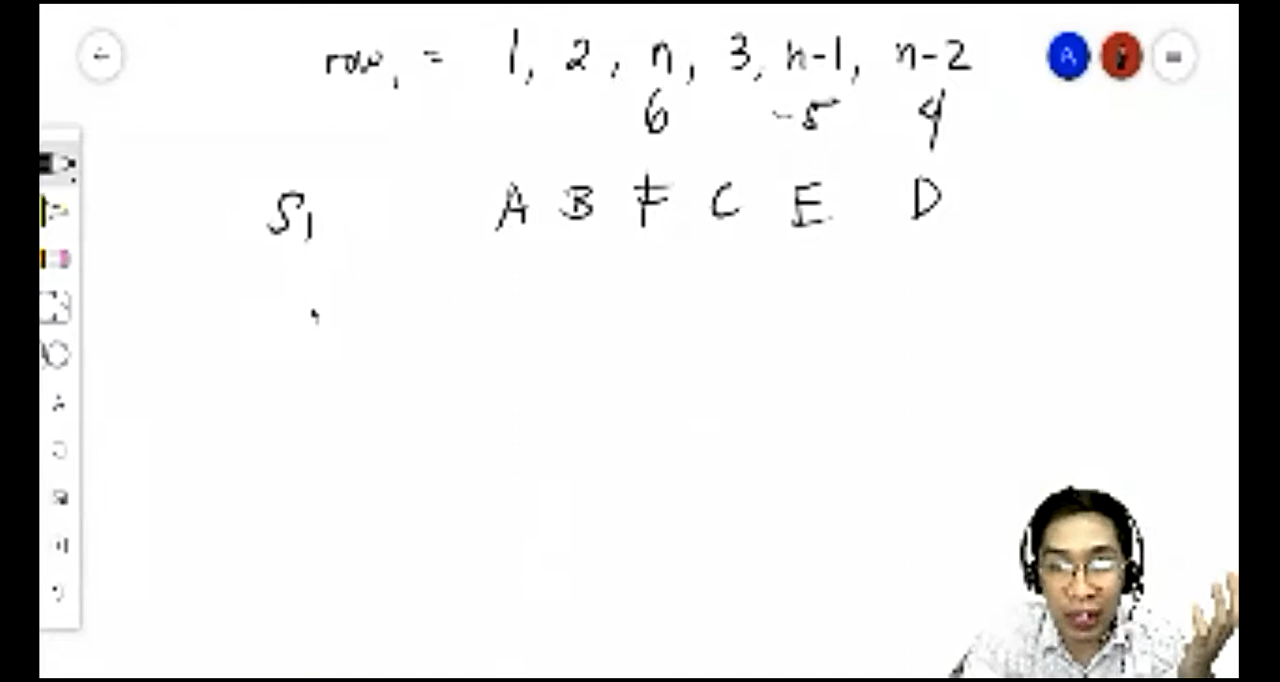 row₁ = 1, 2, n, 3, n-1, n-2
6 -5 4
S₁ A B F C E D